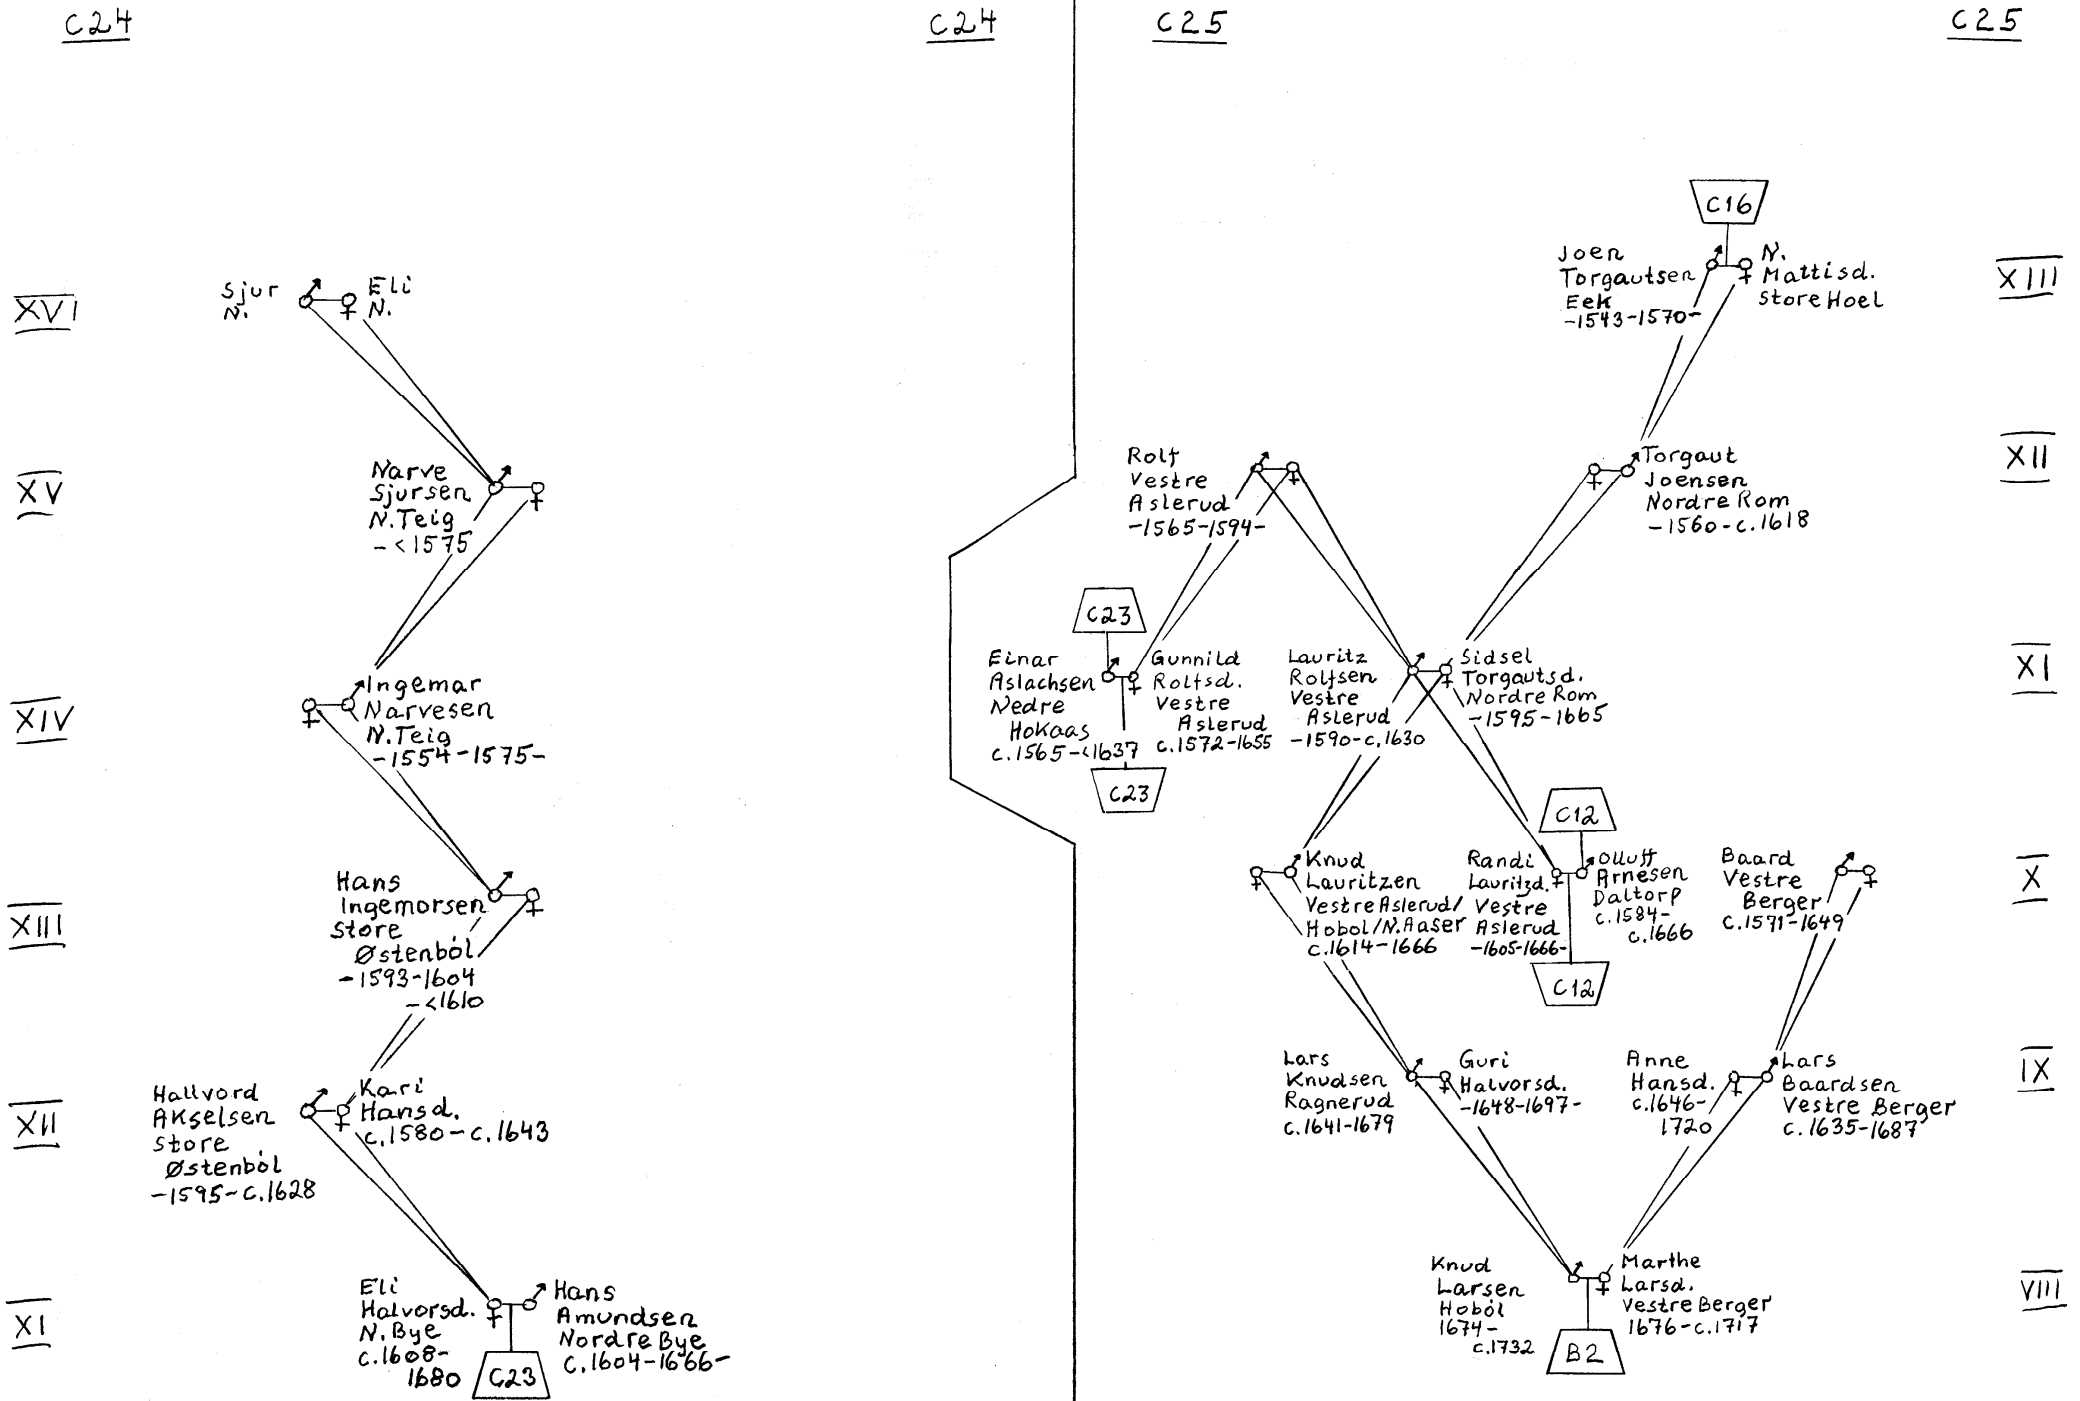 C24
C24
C25
C25
XVI
Sjur
N.
Eli
N.
XV
Narve
Sjursen
N.Teig
-<1575
XIV
Ingemar
Narvesen
N.Teig
-1554-1575-
XIII
Hans
Ingemorsen
Store
Østenból
-1593-1604
-<1610
XII
Hallvord
Akselsen
Store
Østenból
-1595-c.1628
Kari
Hansd.
c.1580-c.1643
XI
Eli
Halvorsd.
N.Bye
c.1608-
1680
Hans
Amundsen
Nordre Bye
c.1604-1666-
C23
C16
Joen
Torgautsen
Eek
-1543-1570-
N.
Mattisd.
Store Hoel
XIII
Rolf
Vestre
Aslerud
-1565-1594-
Torgaut
Joensen
Nordre Rom
-1560-c.1618
XII
C23
Einar
Aslachsen
Nedre
Hokaas
c.1565-<1637
Gunnild
Rolfsd.
Vestre
Aslerud
c.1572-1655
C23
Lauritz
Rolfsen
Vestre
Aslerud
-1590-c.1630
Sidsel
Torgautsd.
Nordre Rom
-1595-1665
XI
Knud
Lauritzen
Vestre Aslerud/
Hobol/N.Aaser
c.1614-1666
Randi
Lauritzd.
Vestre
Aslerud
-1605-1666-
C12
Olluff
Arnesen
Daltorp
c.1584-
c.1666
C12
Baard
Vestre
Berger
c.1571-1649
X
Lars
Knudsen
Ragnerud
c.1641-1679
Guri
Halvorsd.
-1648-1697-
Anne
Hansd.
c.1646-
1720
Lars
Baardsen
Vestre Berger
c.1635-1687
IX
Knud
Larsen
Hoból
1674-
c.1732
Marthe
Larsd.
Vestre Berger
1676-c.1717
B2
VIII